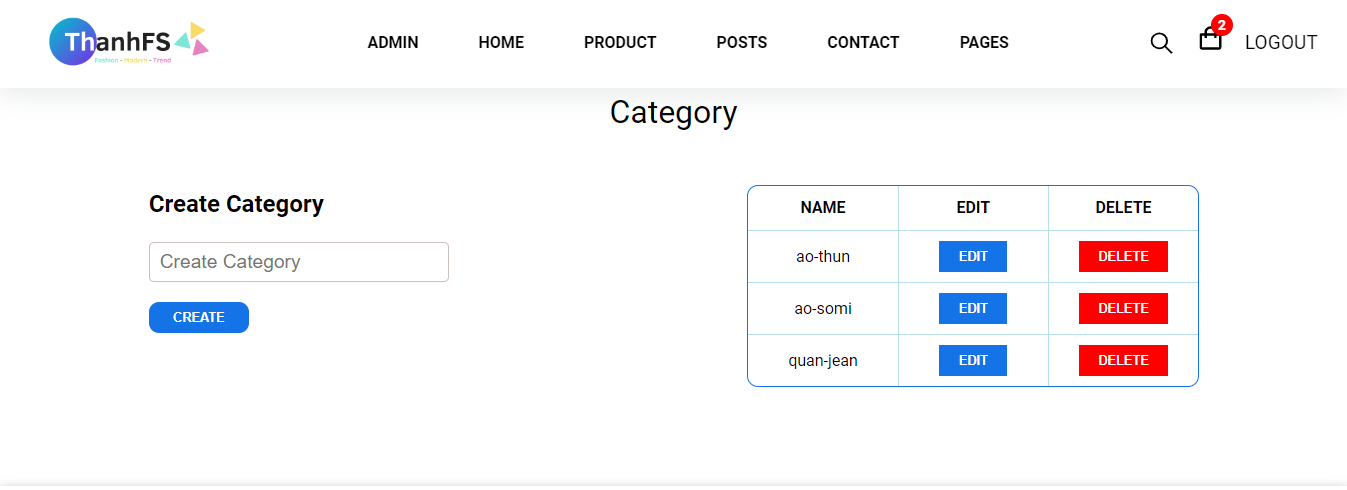 ThanhFS
Fashion - Modern - Trend
ADMIN HOME PRODUCT POSTS CONTACT PAGES 2 LOGOUT
Category
Create Category
Create Category
CREATE
NAME EDIT DELETE
ao-thun EDIT DELETE
ao-somi EDIT DELETE
quan-jean EDIT DELETE